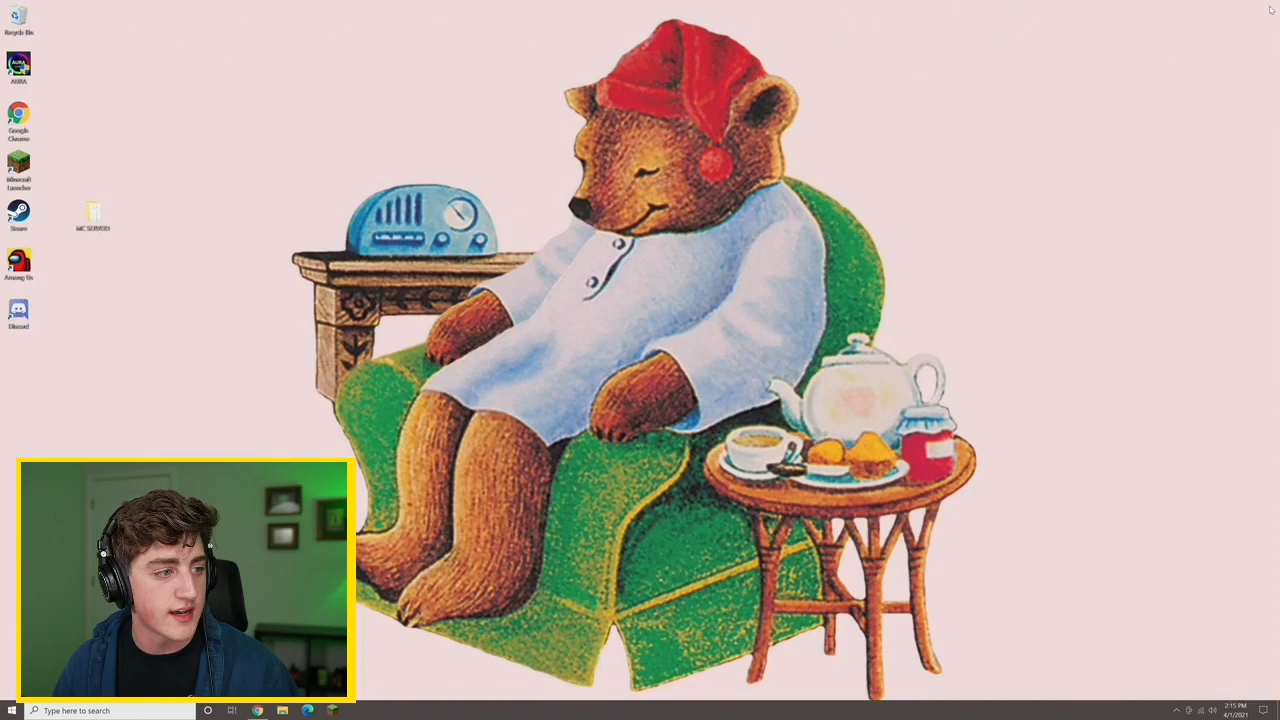 Recycle Bin
AURA
AURA
Google
Chrome
Minecraft
Launcher
Steam
MC SERVER!
Among Us
Discord
Type here to search
2:15 PM
4/1/2021